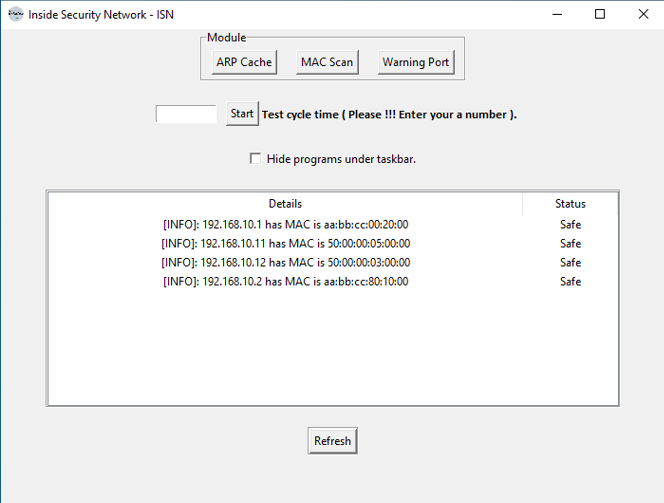 Inside Security Network - ISN
Module
ARP Cache MAC Scan Warning Port
Start Test cycle time ( Please !!! Enter your a number ).
Hide programs under taskbar.
Details Status
[INFO]: 192.168.10.1 has MAC is aa:bb:cc:00:20:00 Safe
[INFO]: 192.168.10.11 has MAC is 50:00:00:05:00:00 Safe
[INFO]: 192.168.10.12 has MAC is 50:00:00:03:00:00 Safe
[INFO]: 192.168.10.2 has MAC is aa:bb:cc:80:10:00 Safe
Refresh